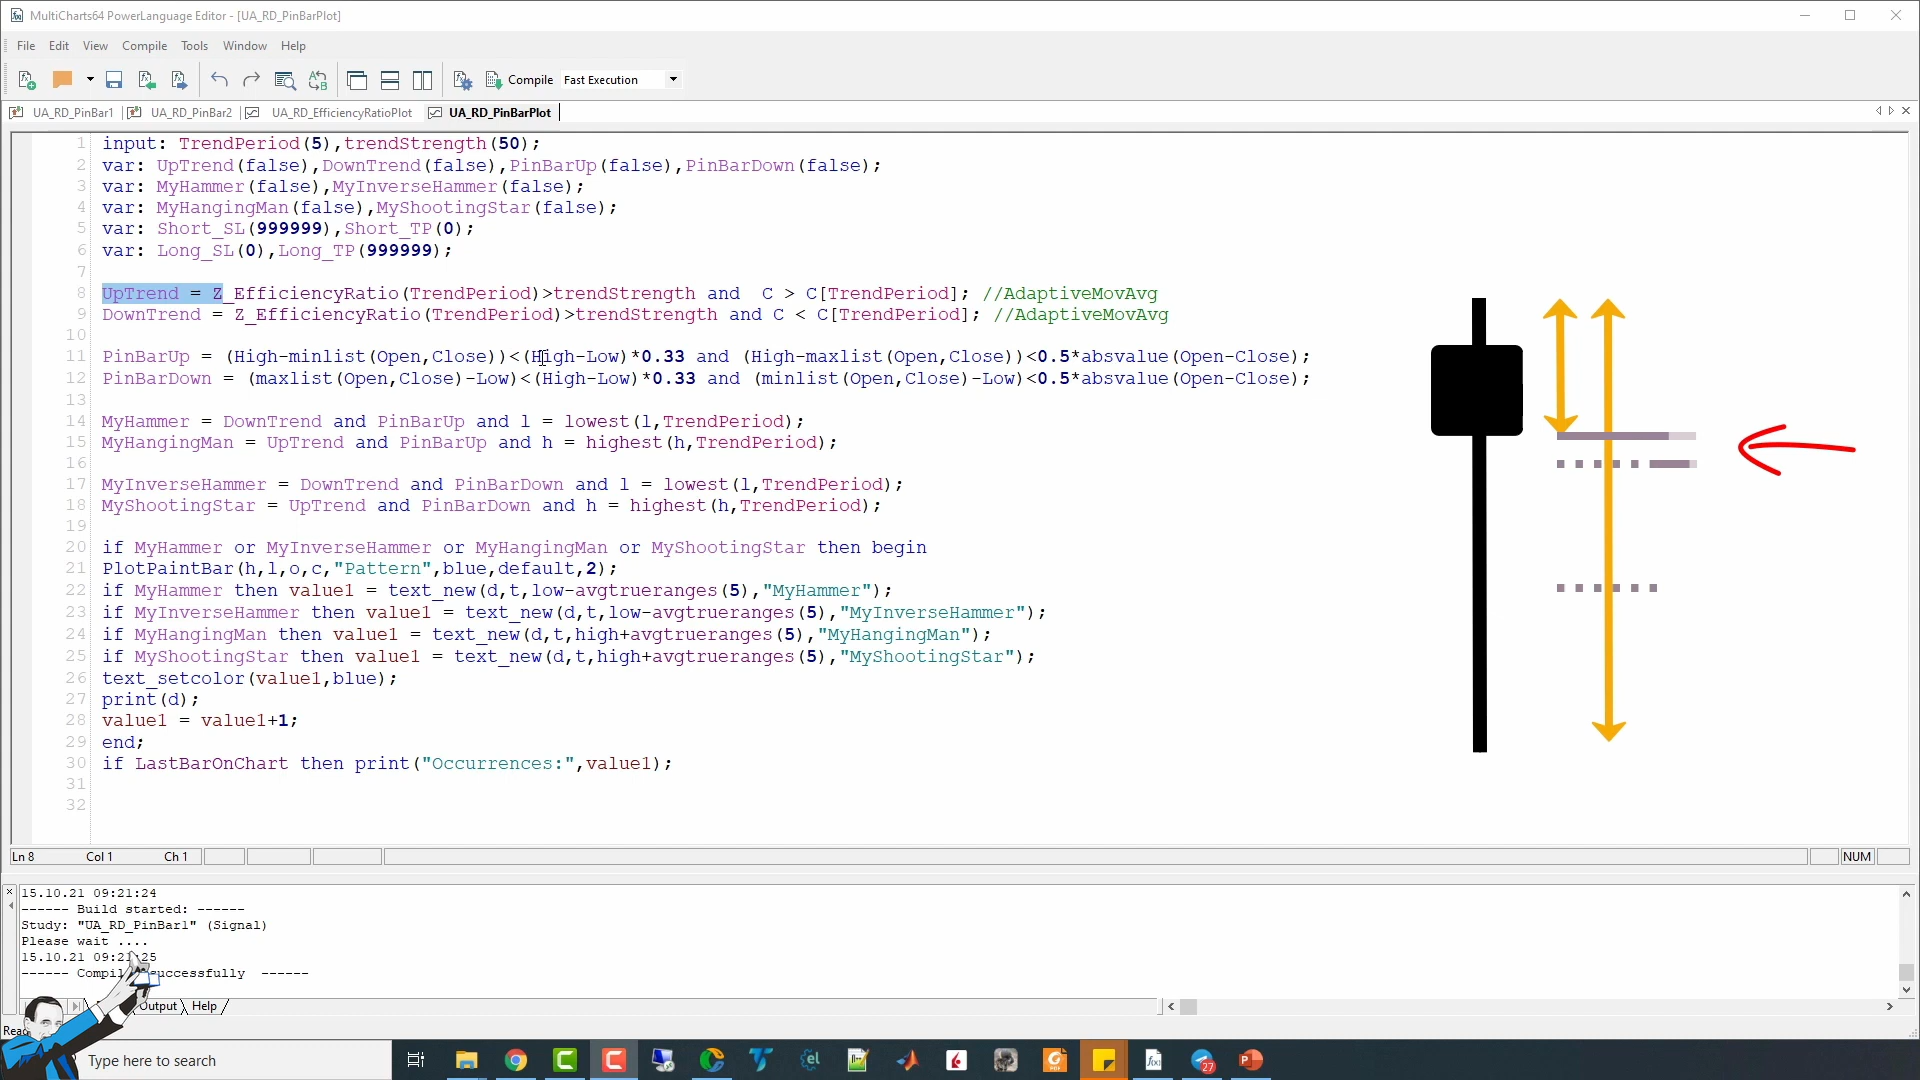 MultiCharts64 PowerLanguage Editor - [UA_RD_PinBarPlot]
File Edit View Compile Tools Window Help
Compile Fast Execution
UA_RD_PinBar1 UA_RD_PinBar2 UA_RD_EfficiencyRatioPlot UA_RD_PinBarPlot
1 input: TrendPeriod(5),trendStrength(50);
2 var: UpTrend(false),DownTrend(false),PinBarUp(false),PinBarDown(false);
3 var: MyHammer(false),MyInverseHammer(false);
4 var: MyHangingMan(false),MyShootingStar(false);
5 var: Short_SL(999999),Short_TP(0);
6 var: Long_SL(0),Long_TP(999999);
7
8 UpTrend = Z_EfficiencyRatio(TrendPeriod)>trendStrength and  C > C[TrendPeriod]; //AdaptiveMovAvg
9 DownTrend = Z_EfficiencyRatio(TrendPeriod)>trendStrength and C < C[TrendPeriod]; //AdaptiveMovAvg
10
11 PinBarUp = (High-minlist(Open,Close))<(High-Low)*0.33 and (High-maxlist(Open,Close))<0.5*absvalue(Open-Close);
12 PinBarDown = (maxlist(Open,Close)-Low)<(High-Low)*0.33 and (minlist(Open,Close)-Low)<0.5*absvalue(Open-Close);
13
14 MyHammer = DownTrend and PinBarUp and l = lowest(l,TrendPeriod);
15 MyHangingMan = UpTrend and PinBarUp and h = highest(h,TrendPeriod);
16
17 MyInverseHammer = DownTrend and PinBarDown and l = lowest(l,TrendPeriod);
18 MyShootingStar = UpTrend and PinBarDown and h = highest(h,TrendPeriod);
19
20 if MyHammer or MyInverseHammer or MyHangingMan or MyShootingStar then begin
21 PlotPaintBar(h,l,o,c,"Pattern",blue,default,2);
22 if MyHammer then value1 = text_new(d,t,low-avgtrueranges(5),"MyHammer");
23 if MyInverseHammer then value1 = text_new(d,t,low-avgtrueranges(5),"MyInverseHammer");
24 if MyHangingMan then value1 = text_new(d,t,high+avgtrueranges(5),"MyHangingMan");
25 if MyShootingStar then value1 = text_new(d,t,high+avgtrueranges(5),"MyShootingStar");
26 text_setcolor(value1,blue);
27 print(d);
28 value1 = value1+1;
29 end;
30 if LastBarOnChart then print("Occurrences:",value1);
31
32
Ln 8 Col 1 Ch 1 NUM
15.10.21 09:21:24
------ Build started: ------
Study: "UA_RD_PinBar1" (Signal)
Please wait ....
15.10.21 09:21:25
------ Compil successfully ------
Output Help
Rea
Type here to search
27